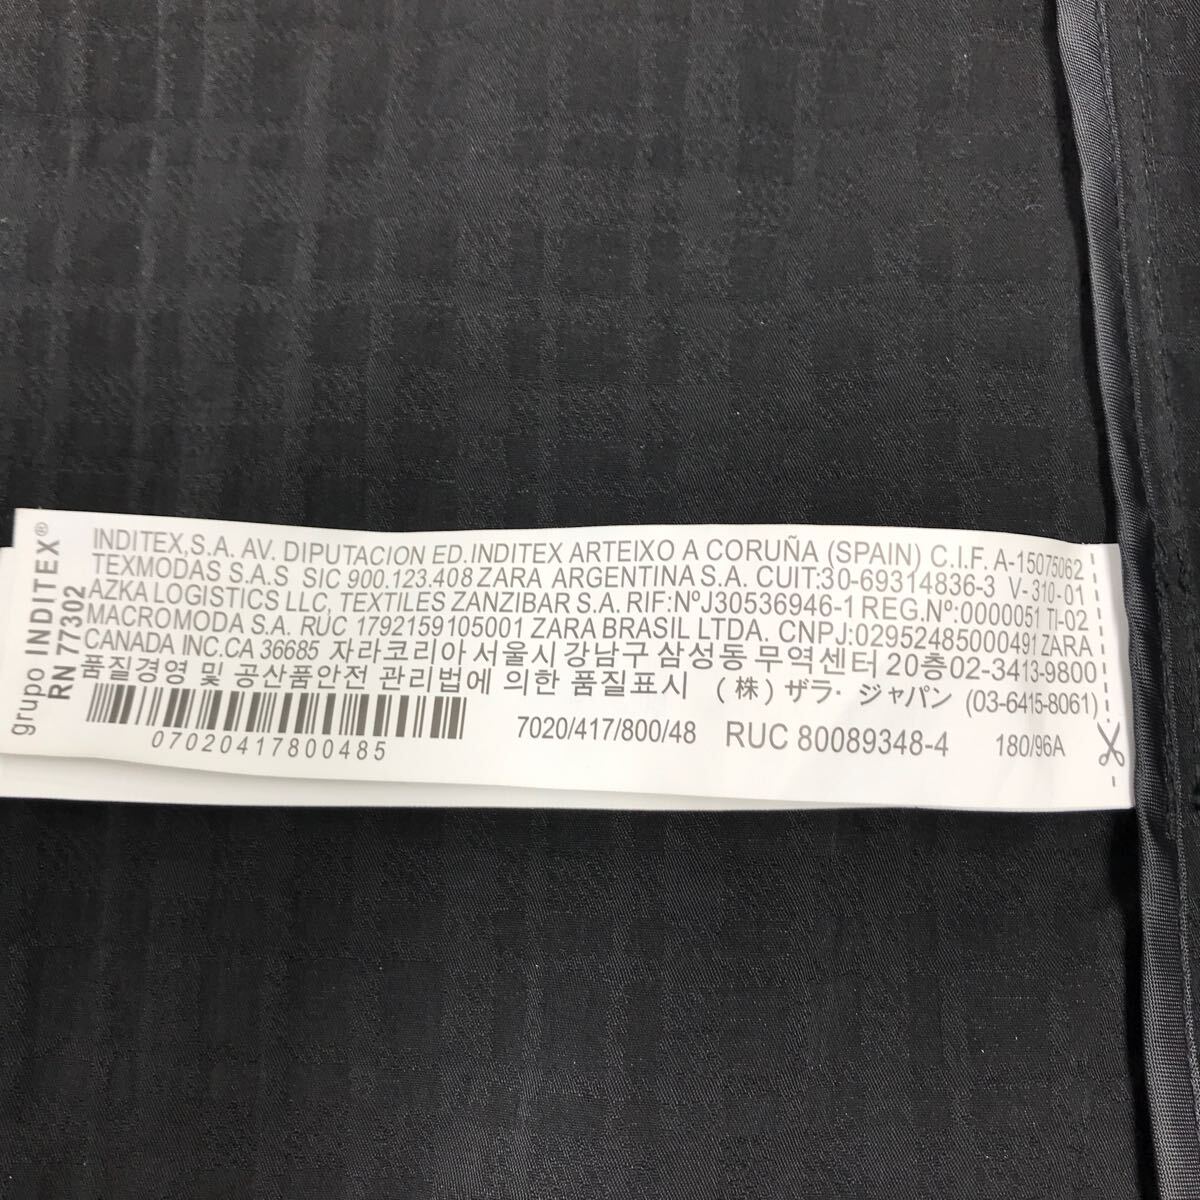 grupo INDITEX®
RN 77302
INDITEX,S.A. AV. DIPUTACION ED.INDITEX ARTEIXO A CORUÑA (SPAIN) C.I.F. A-15075062
TEXMODAS S.A.S SIC 900.123.408 ZARA ARGENTINA S.A. CUIT:30-69314836-3 V-310-01
AZKA LOGISTICS LLC, TEXTILES ZANZIBAR S.A. RIF:NºJ30536946-1 REG.Nº:0000051 TI-02
MACROMODA S.A. RUC 1792159105001 ZARA BRASIL LTDA. CNPJ:02952485000491 ZARA
CANADA INC.CA 36685 자라코리아 서울시 강남구 삼성동 무역센터 20층02-3413-9800
품질경영 및 공산품안전 관리법에 의한 품질표시 (株) ザラ・ジャパン (03-6415-8061)
07020417800485
7020/417/800/48 RUC 80089348-4 180/96A